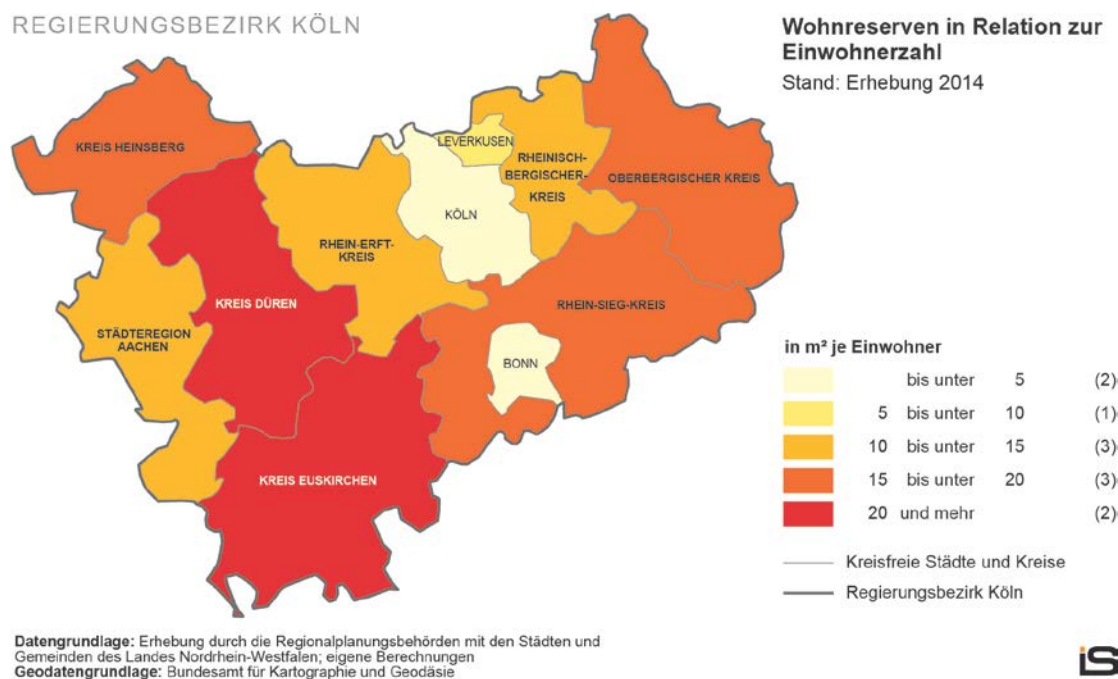 REGIERUNGSBEZIRK KÖLN
Wohnreserven in Relation zur
Einwohnerzahl
Stand: Erhebung 2014
KREIS HEINSBERG
LEVERKUSEN
RHEINISCH-
BERGISCHER-
KREIS
OBERBERGISCHER KREIS
KÖLN
RHEIN-ERFT-
KREIS
KREIS DÜREN
RHEIN-SIEG-KREIS
STÄDTEREGION
AACHEN
BONN
KREIS EUSKIRCHEN
in m² je Einwohner
bis unter 5 (2)
5 bis unter 10 (1)
10 bis unter 15 (3)
15 bis unter 20 (3)
20 und mehr (2)
Kreisfreie Städte und Kreise
Regierungsbezirk Köln
Datengrundlage: Erhebung durch die Regionalplanungsbehörden mit den Städten und
Gemeinden des Landes Nordrhein-Westfalen; eigene Berechnungen
Geodatengrundlage: Bundesamt für Kartographie und Geodäsie
iS